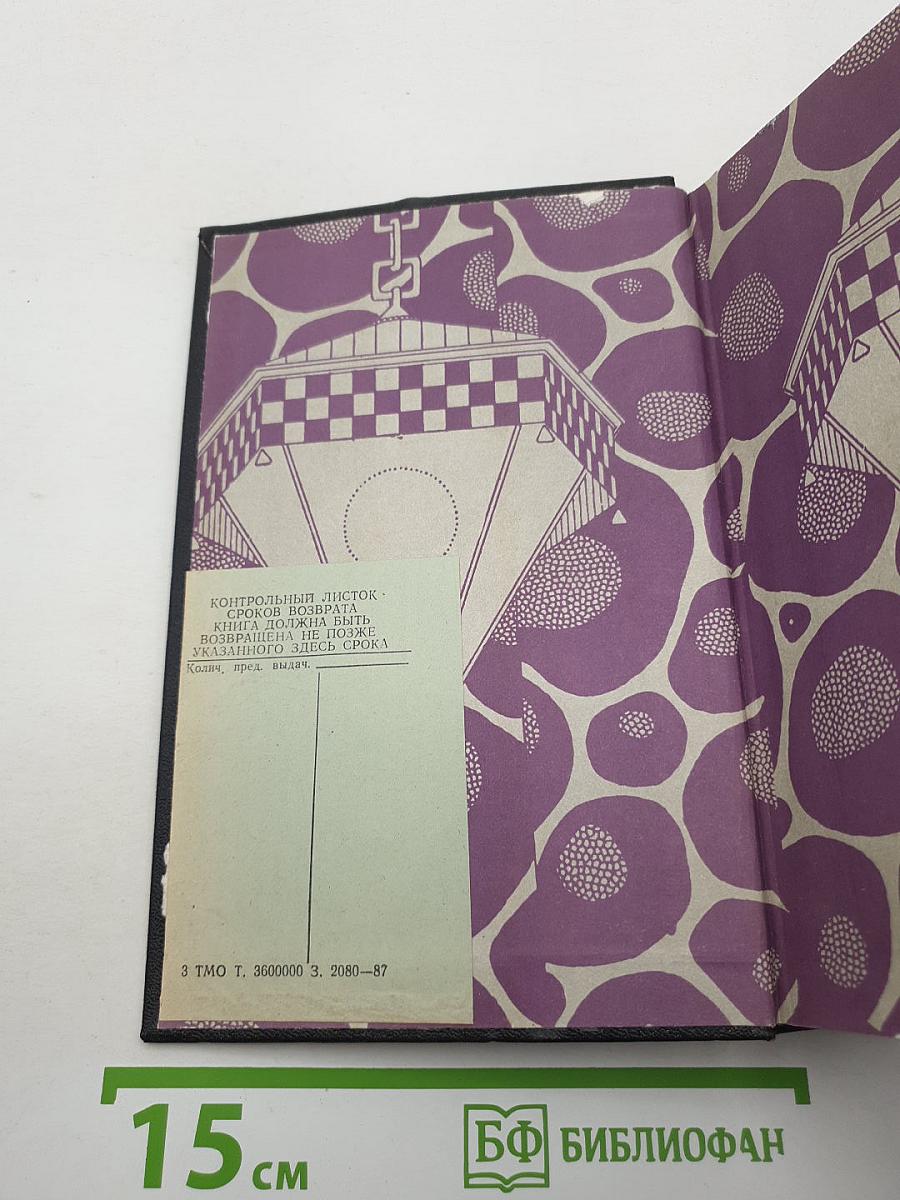 КОНТРОЛЬНЫЙ ЛИСТОК
СРОКОВ ВОЗВРАТА
КНИГА ДОЛЖНА БЫТЬ
ВОЗВРАЩЕНА НЕ ПОЗЖЕ
УКАЗАННОГО ЗДЕСЬ СРОКА
Колич. пред. выдач.
3 ТМО Т. 3600000 З. 2080—87
15 см
БФ БИБЛИОФАН